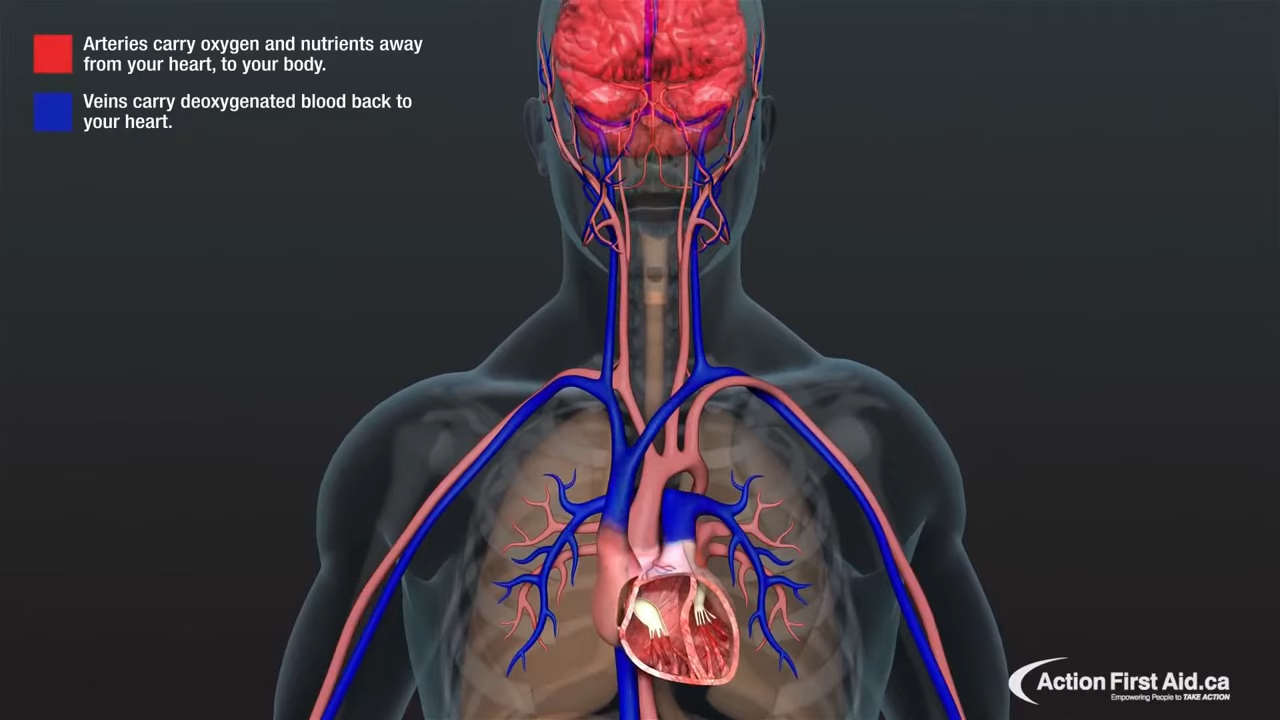 Arteries carry oxygen and nutrients away
from your heart, to your body.
Veins carry deoxygenated blood back to
your heart.
Action First Aid.ca
Empowering People to TAKE ACTION